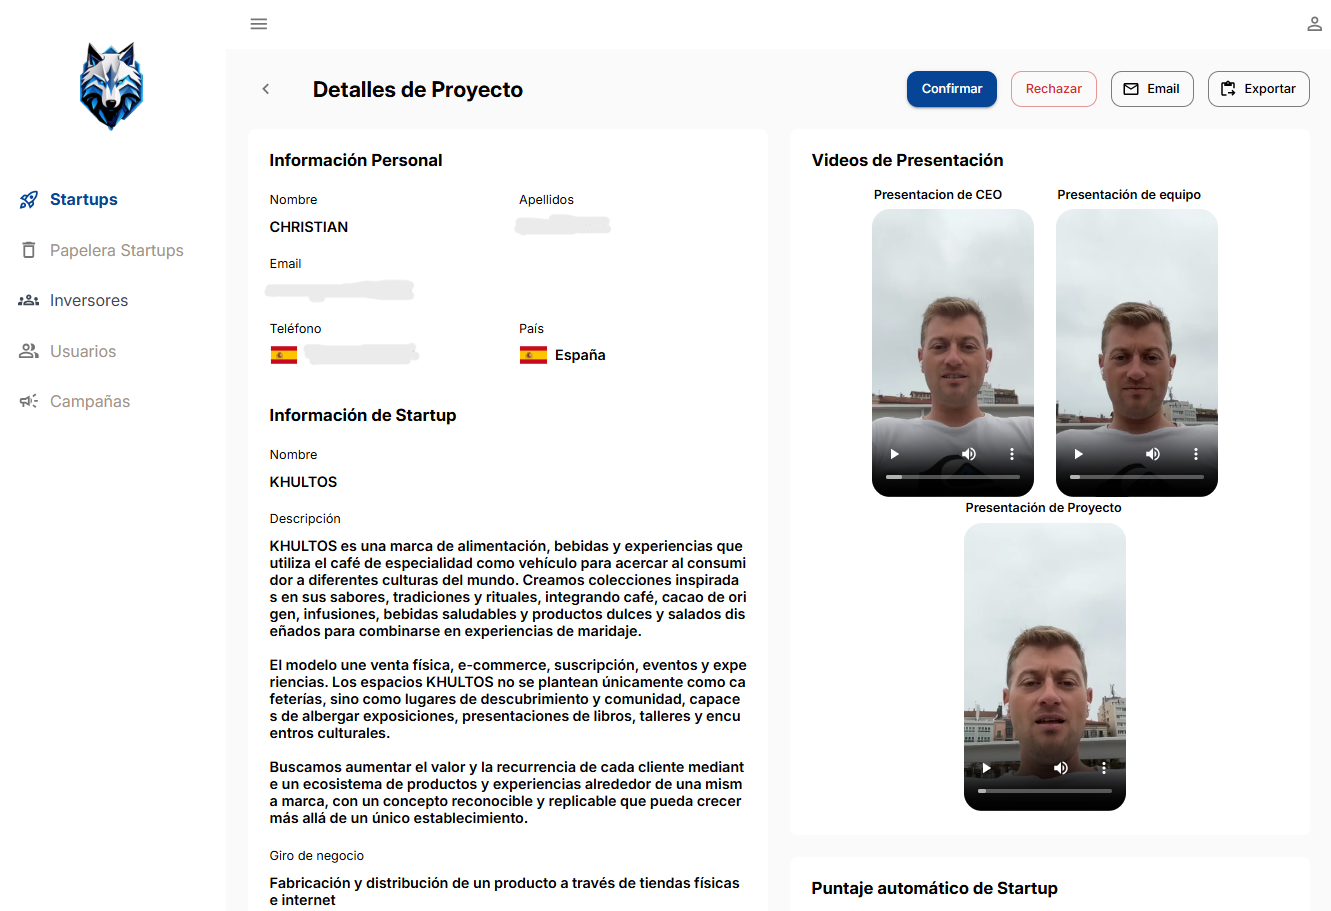 Detalles de Proyecto
Confirmar
Rechazar
Email
Exportar
Startups
Papelera Startups
Inversores
Usuarios
Campañas
Información Personal
Nombre
Apellidos
CHRISTIAN
Email
Teléfono
País
España
Información de Startup
Nombre
KHULTOS
Descripción
KHULTOS es una marca de alimentación, bebidas y experiencias que
utiliza el café de especialidad como vehículo para acercar al consumi
dor a diferentes culturas del mundo. Creamos colecciones inspirada
s en sus sabores, tradiciones y rituales, integrando café, cacao de ori
gen, infusiones, bebidas saludables y productos dulces y salados dis
eñados para combinarse en experiencias de maridaje.
El modelo une venta física, e-commerce, suscripción, eventos y expe
riencias. Los espacios KHULTOS no se plantean únicamente como ca
feterías, sino como lugares de descubrimiento y comunidad, capace
s de albergar exposiciones, presentaciones de libros, talleres y encu
entros culturales.
Buscamos aumentar el valor y la recurrencia de cada cliente mediant
e un ecosistema de productos y experiencias alrededor de una mism
a marca, con un concepto reconocible y replicable que pueda crecer
más allá de un único establecimiento.
Giro de negocio
Fabricación y distribución de un producto a través de tiendas físicas
e internet
Videos de Presentación
Presentacion de CEO
Presentación de equipo
Presentación de Proyecto
Puntaje automático de Startup